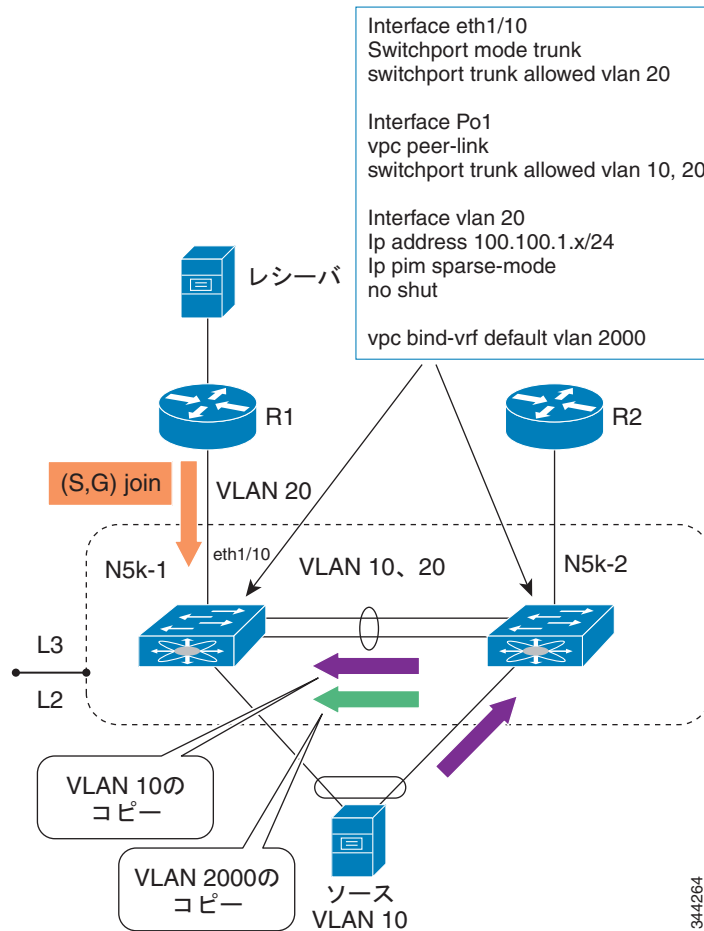 Interface eth1/10
Switchport mode trunk
switchport trunk allowed vlan 20
Interface Po1
vpc peer-link
switchport trunk allowed vlan 10, 20
Interface vlan 20
Ip address 100.100.1.x/24
Ip pim sparse-mode
no shut
vpc bind-vrf default vlan 2000
レシーバ
R1
R2
(S,G) join
VLAN 20
eth1/10
N5k-1
VLAN 10、20
N5k-2
L3
L2
VLAN 10の
コピー
VLAN 2000の
コピー
ソース
VLAN 10
344264